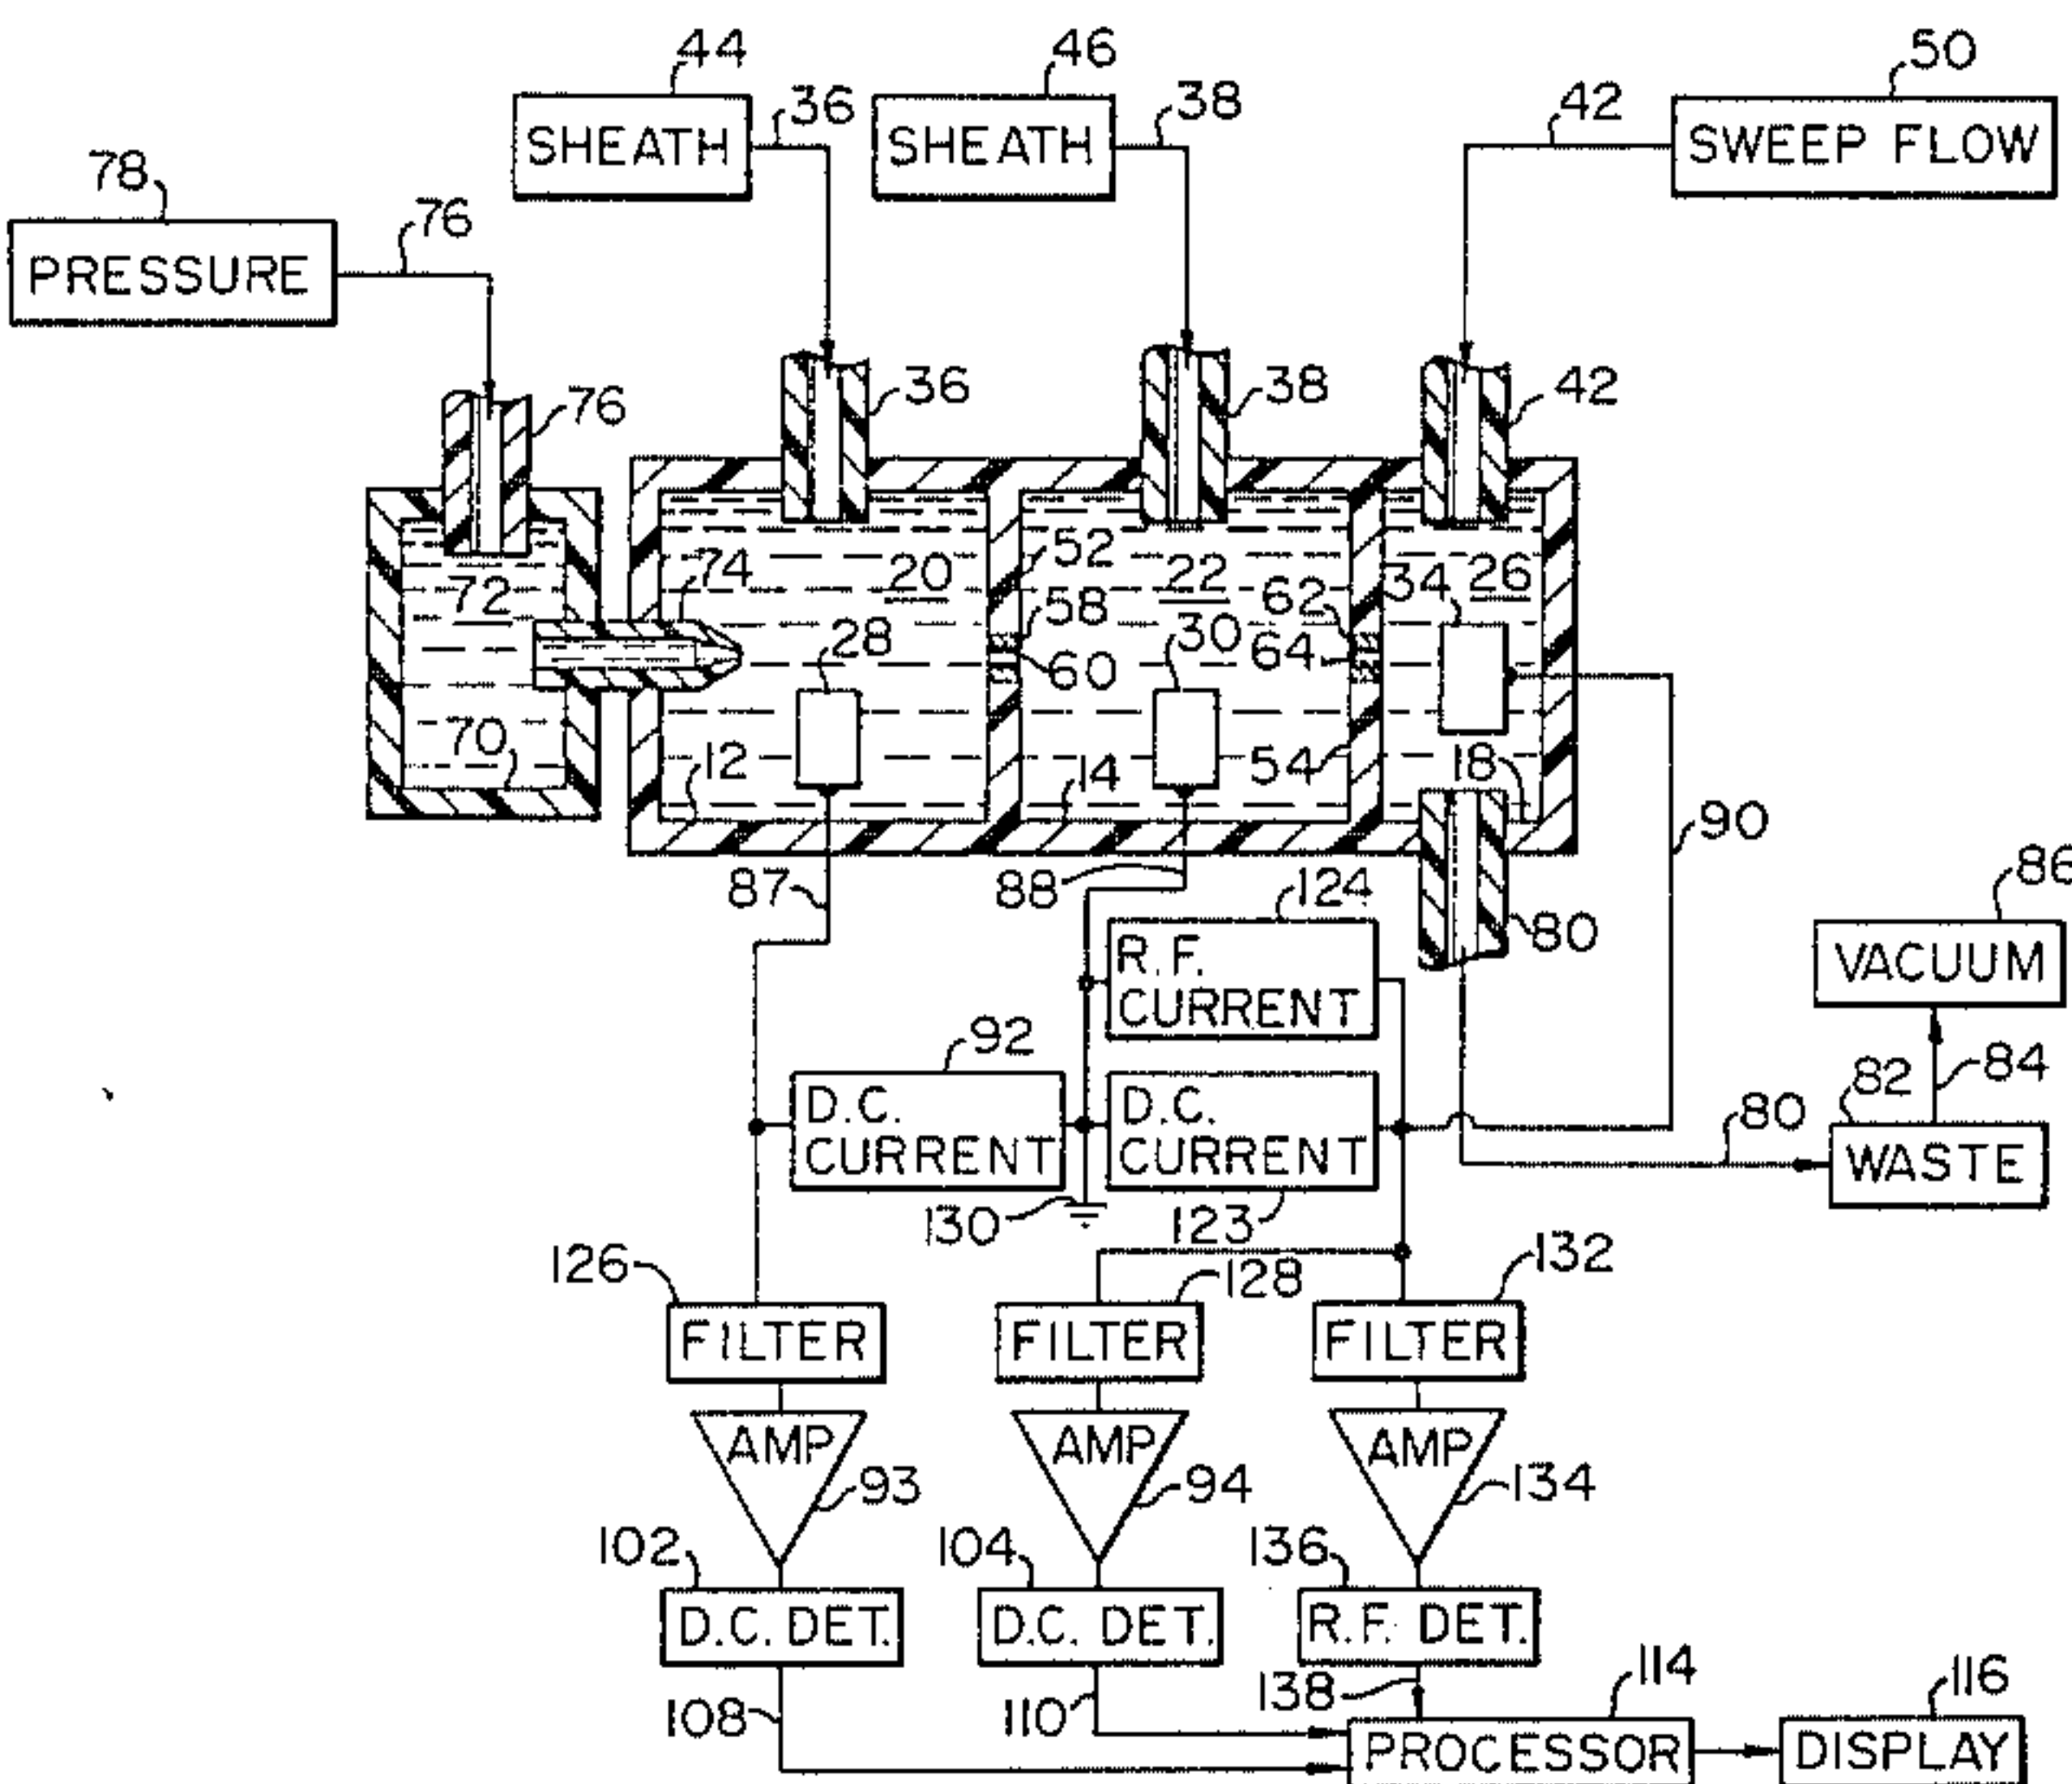 44
46
50
36
38
42
SHEATH
SHEATH
SWEEP FLOW
78
76
PRESSURE
76
36
38
42
74
20
52
22
34
26
72
58
62
28
30
64
60
70
12
14
54
18
90
87
88
124
80
86
R.F.
CURRENT
VACUUM
92
84
82
D.C.
CURRENT
D.C.
CURRENT
80
WASTE
130
123
126
128
132
FILTER
FILTER
FILTER
AMP
AMP
AMP
93
94
134
102
104
136
D.C. DET.
D.C. DET.
R.F. DET.
108
110
138
114
116
PROCESSOR
DISPLAY